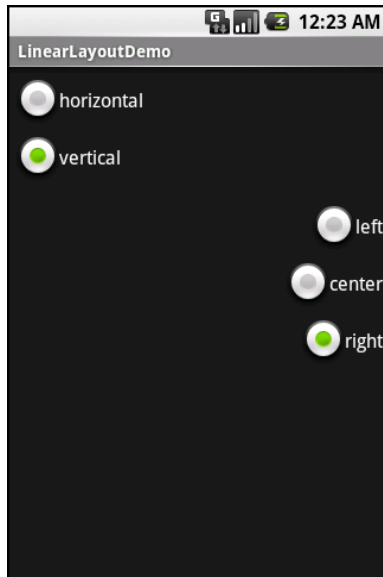 G
12:23 AM
LinearLayoutDemo
horizontal
vertical
left
center
right